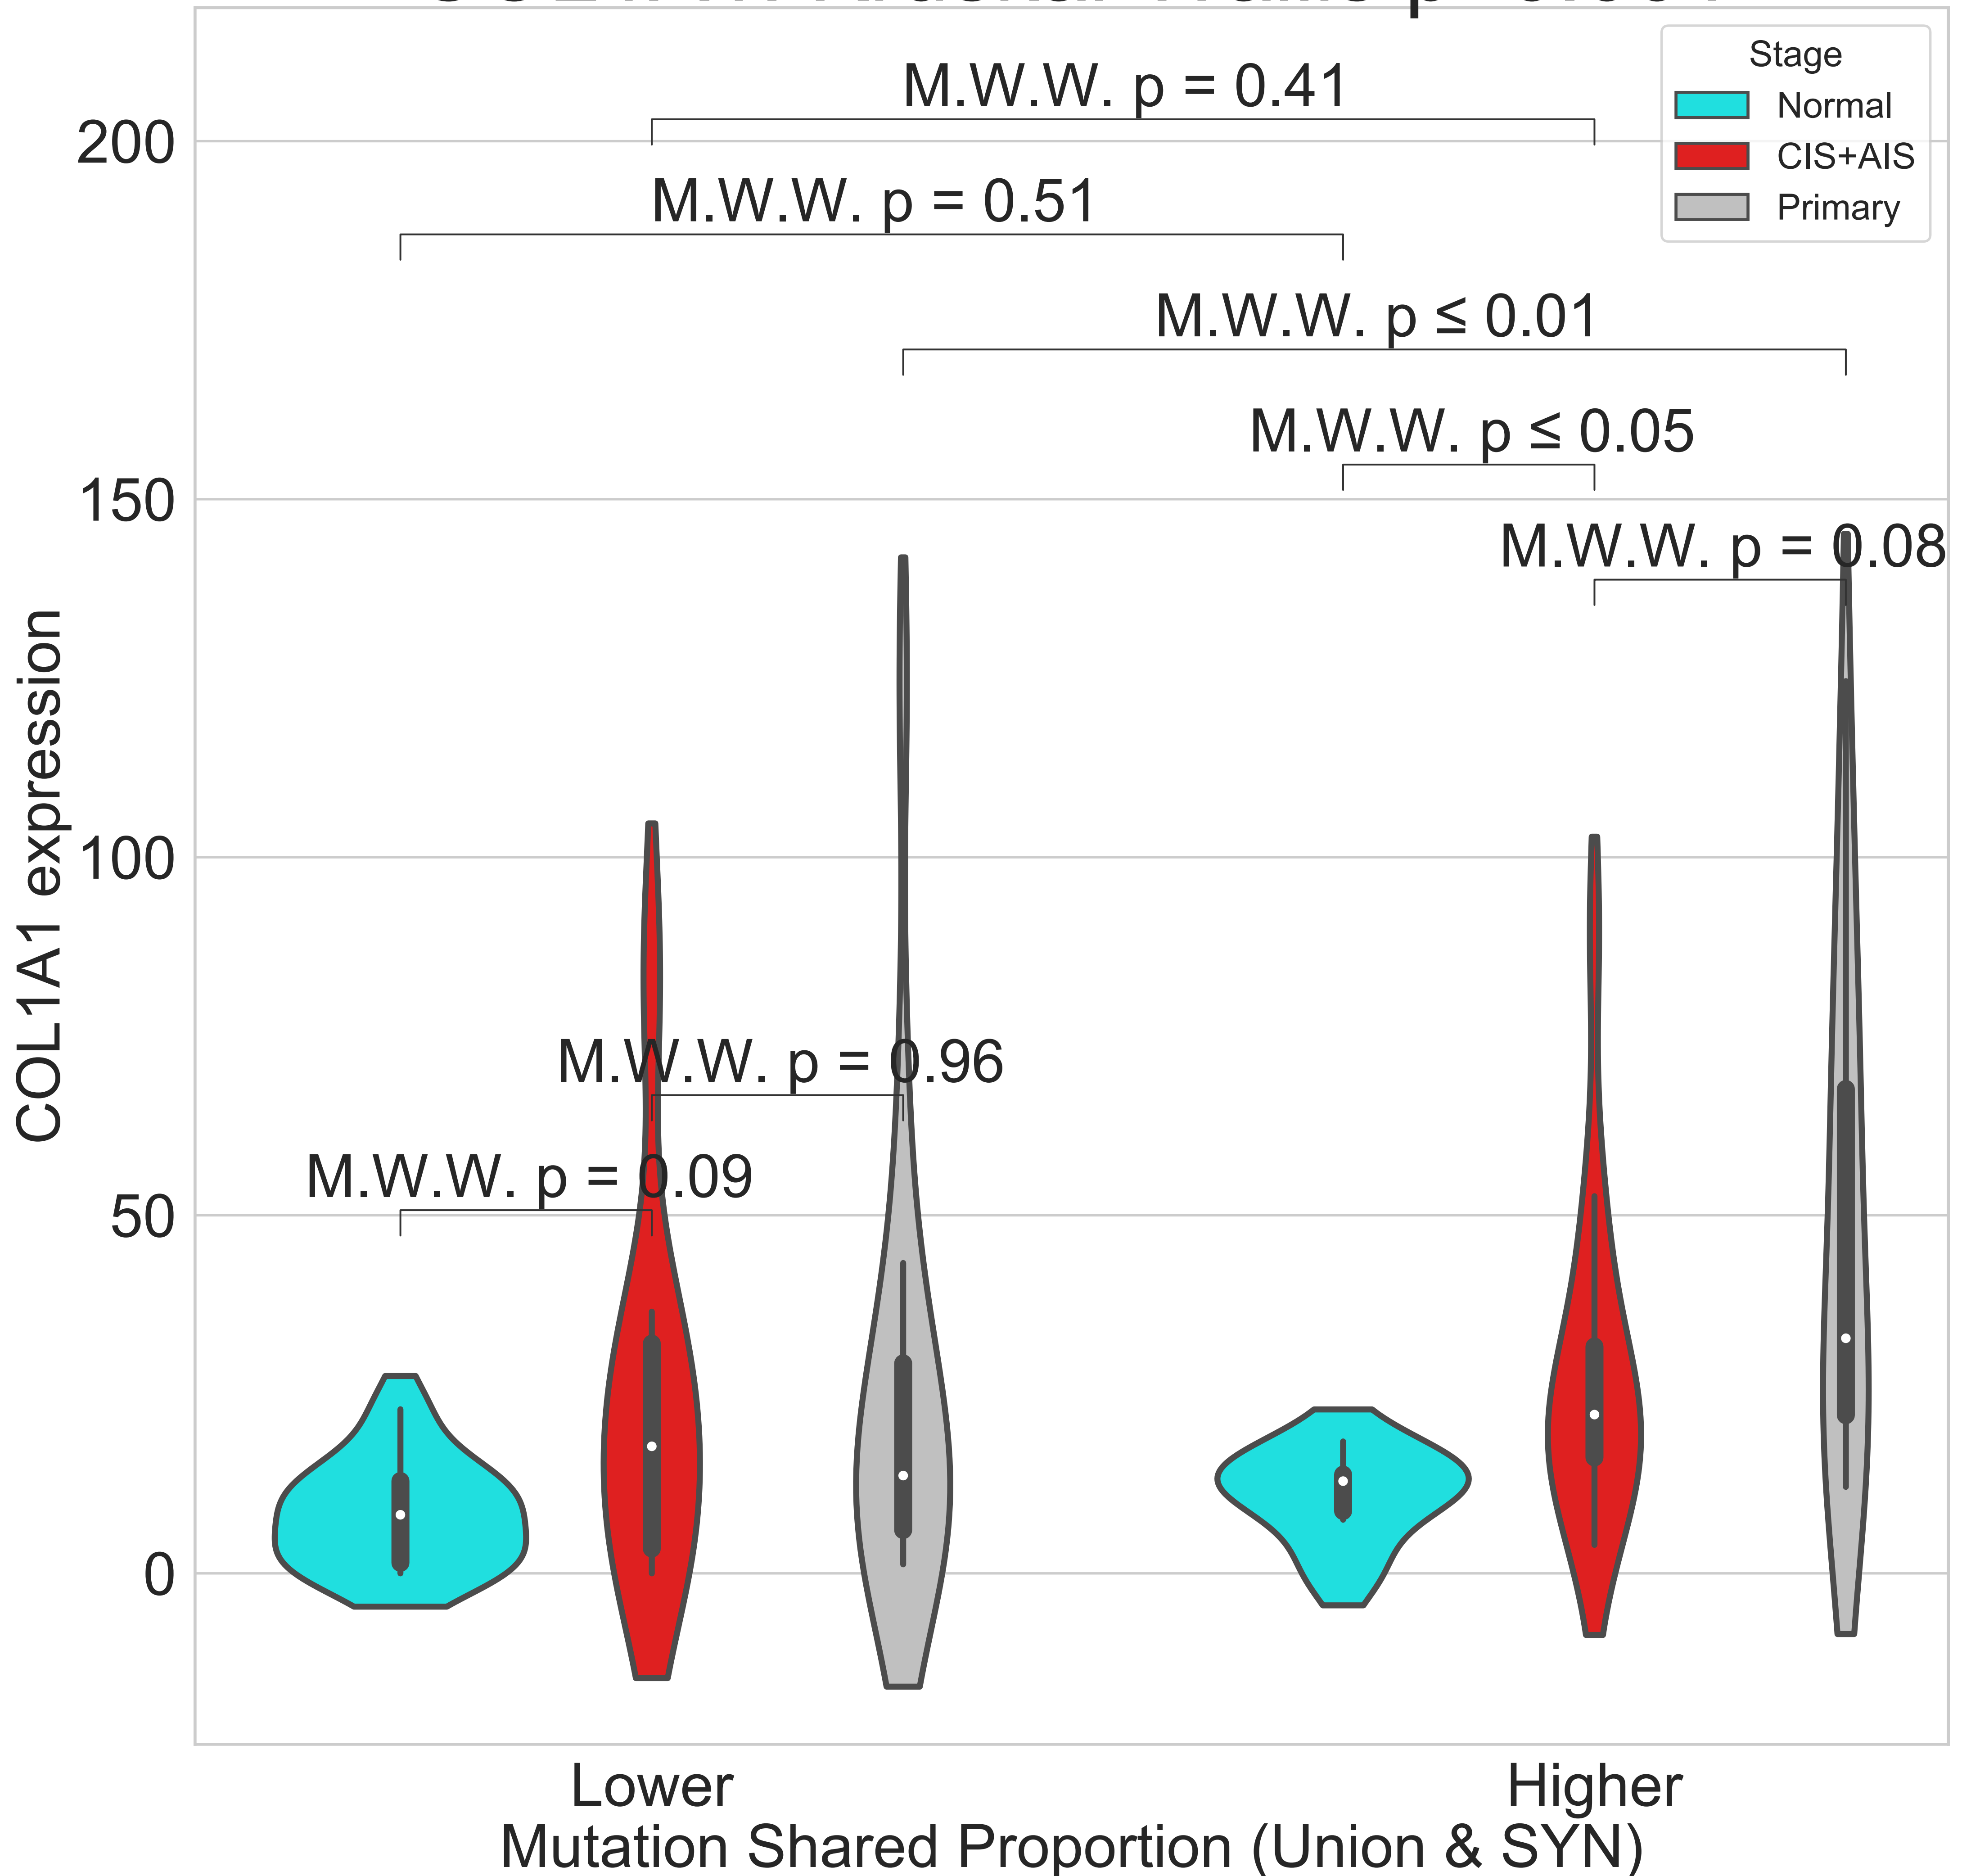 Stage
Normal
CIS+AIS
Primary
M.W.W. p = 0.41
M.W.W. p = 0.51
M.W.W. p ≤ 0.01
M.W.W. p ≤ 0.05
M.W.W. p = 0.08
M.W.W. p = 0.96
M.W.W. p = 0.09
200
150
100
50
0
COL1A1 expression
Lower
Higher
Mutation Shared Proportion (Union & SYN)